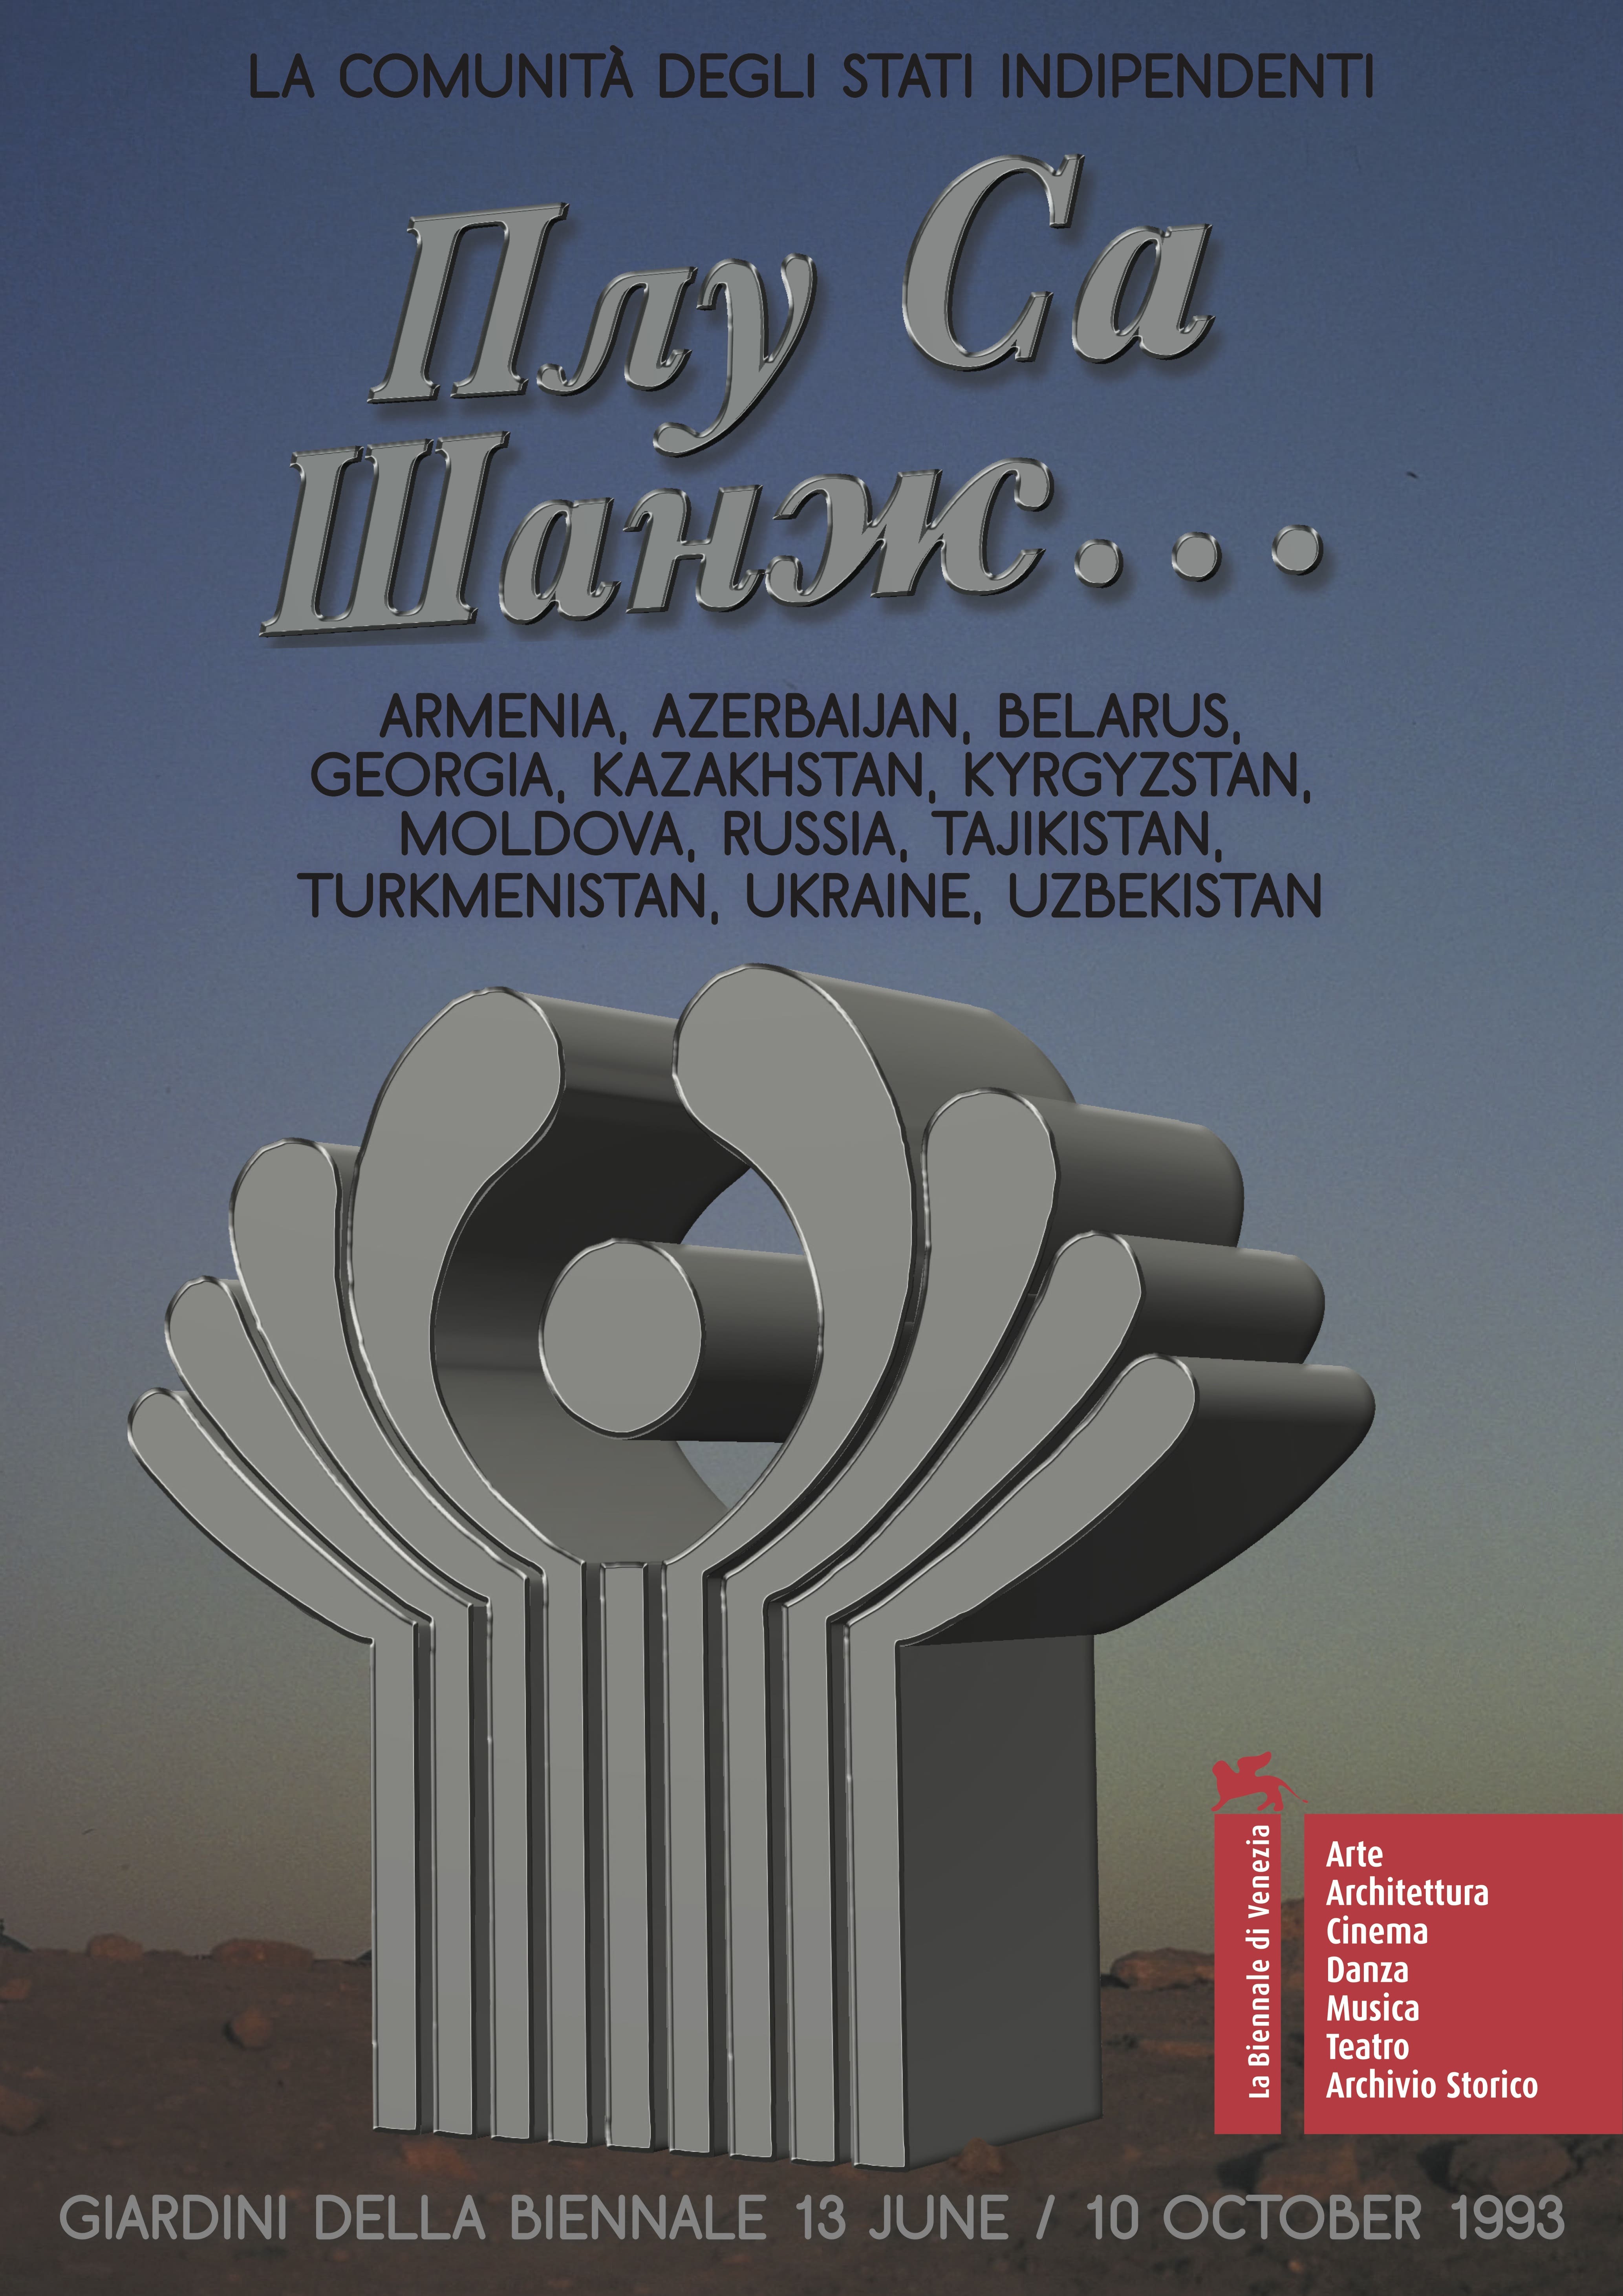 LA COMUNITÀ DEGLI STATI INDIPENDENTI
Плу Са
Шанж...
ARMENIA, AZERBAIJAN, BELARUS,
GEORGIA, KAZAKHSTAN, KYRGYZSTAN,
MOLDOVA, RUSSIA, TAJIKISTAN,
TURKMENISTAN, UKRAINE, UZBEKISTAN
La Biennale di Venezia
Arte
Architettura
Cinema
Danza
Musica
Teatro
Archivio Storico
GIARDINI DELLA BIENNALE 13 JUNE / 10 OCTOBER 1993